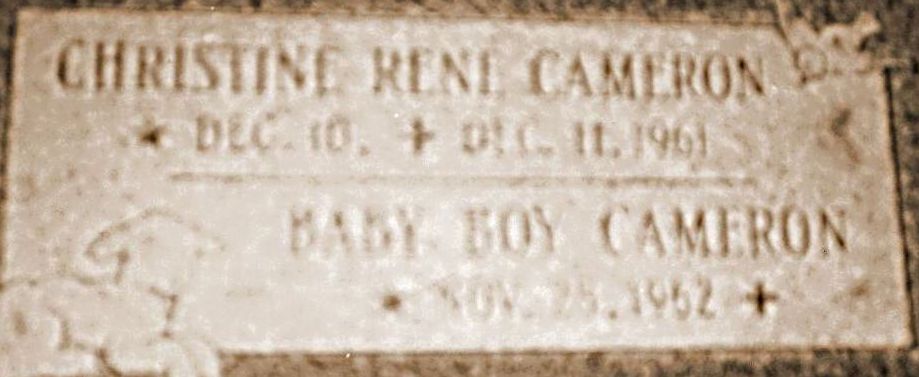 CHRISTINE RENE CAMERON
★ DEC. 10, ✝ DEC. 11, 1961
BABY BOY CAMERON
★ NOV. 25, 1962 ✝